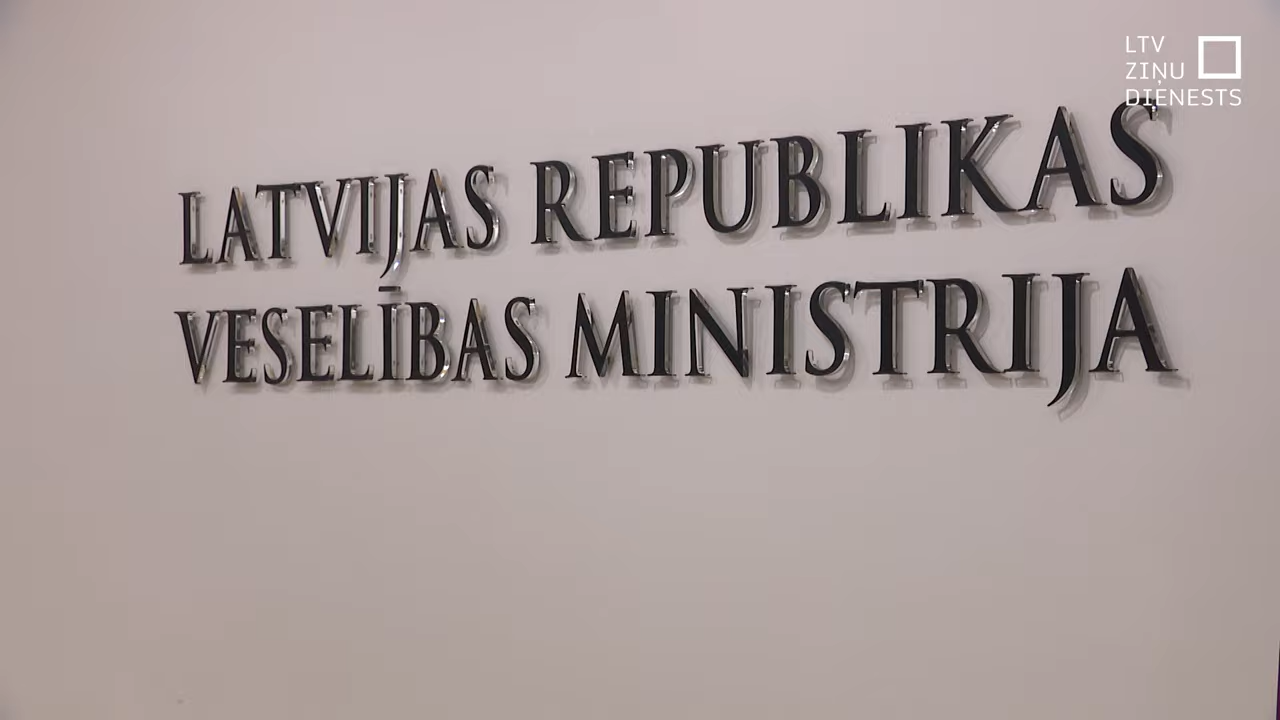 LTV
ZIŅU
DIENESTS
LATVIJAS REPUBLIKAS
VESELĪBAS MINISTRIJA